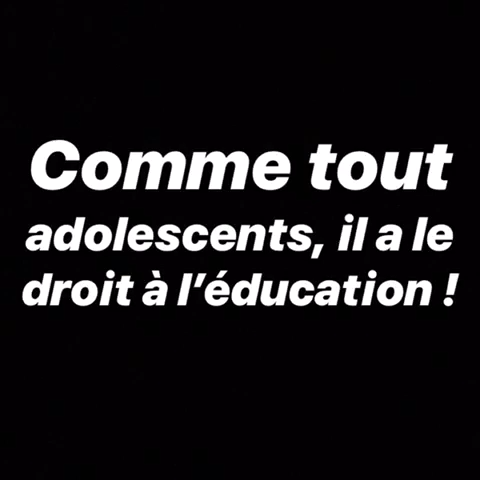 Comme tout
adolescents, il a le
droit à l’éducation !